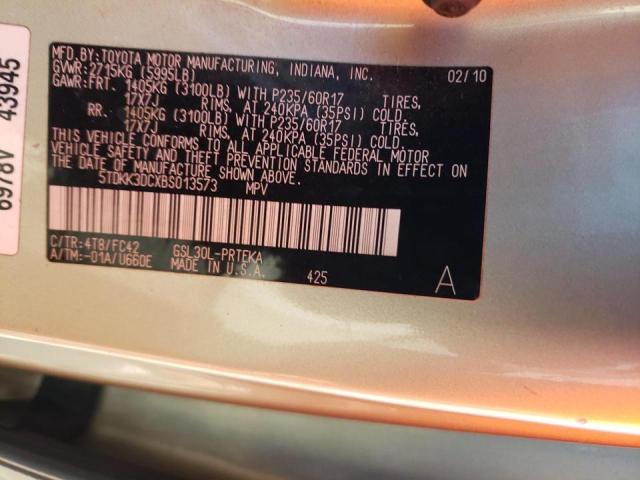 MFD.BY:TOYOTA MOTOR MANUFACTURING, INDIANA, INC. 02/10
GVWR:2715KG (5995LB)
GAWR:FRT. 1405KG (3100LB) WITH P235/60R17 TIRES,
17X7J RIMS, AT 240KPA (35PSI) COLD.
RR. 1405KG (3100LB) WITH P235/60R17 TIRES,
17X7J RIMS, AT 240KPA (35PSI) COLD.
THIS VEHICLE CONFORMS TO ALL APPLICABLE FEDERAL MOTOR
VEHICLE SAFETY AND THEFT PREVENTION STANDARDS IN EFFECT ON
THE DATE OF MANUFACTURE SHOWN ABOVE.
5TDKK3DCXBS013573 MPV
C/TR:4T8/FC42 GSL30L-PRTEKA
A/TM:-01A/U660E MADE IN U.S.A. 425 A
6978V 43945